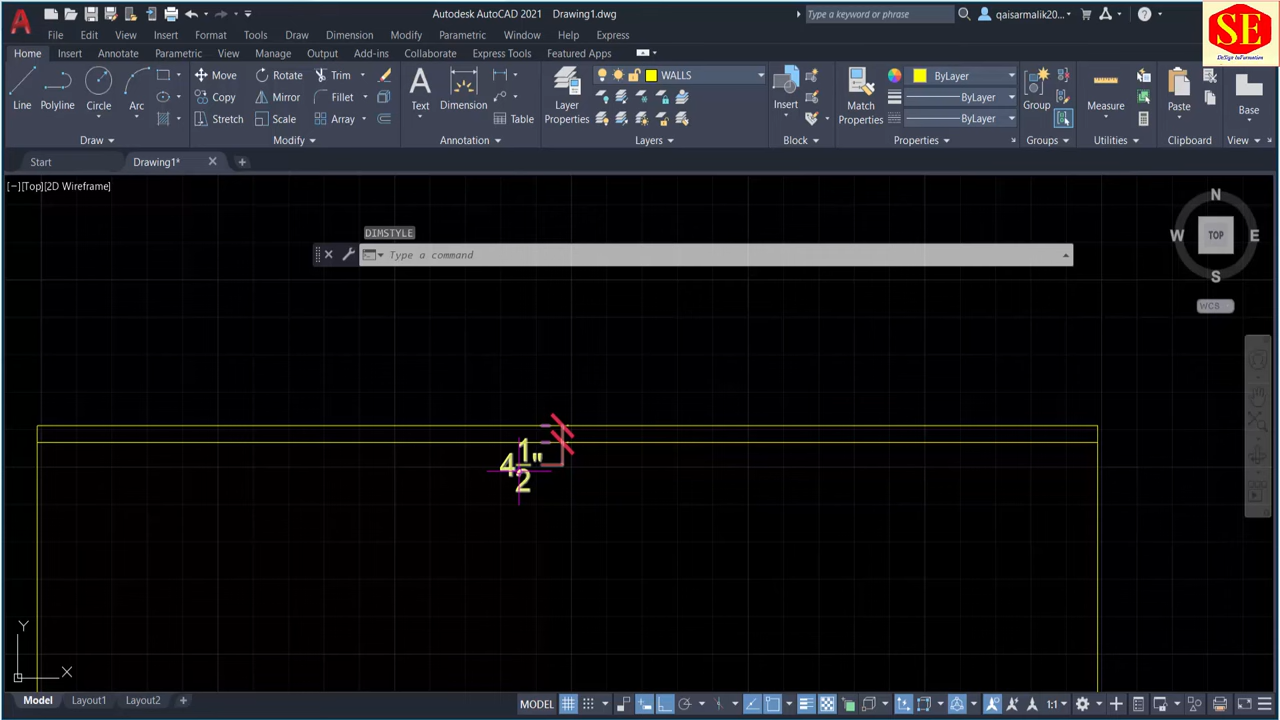 Autodesk AutoCAD 2021 Drawing1.dwg
Type a keyword or phrase
qaisarmalik20...
SE
DeSign InFormation
File Edit View Insert Format Tools Draw Dimension Modify Parametric Window Help Express
Home Insert Annotate Parametric View Manage Output Add-ins Collaborate Express Tools Featured Apps
Line Polyline Circle Arc
Move Rotate Trim
Copy Mirror Fillet
Stretch Scale Array
Text Dimension Table
Layer Properties
WALLS
Insert
Match Properties
ByLayer
ByLayer
ByLayer
Group Measure Paste Base
Draw Modify Annotation Layers Block Properties Groups Utilities Clipboard View
Start Drawing1*
[−][Top][2D Wireframe]
DIMSTYLE
Type a command
N
W TOP E
S
WCS
4 1/2"
Y
X
Model Layout1 Layout2
MODEL 1:1